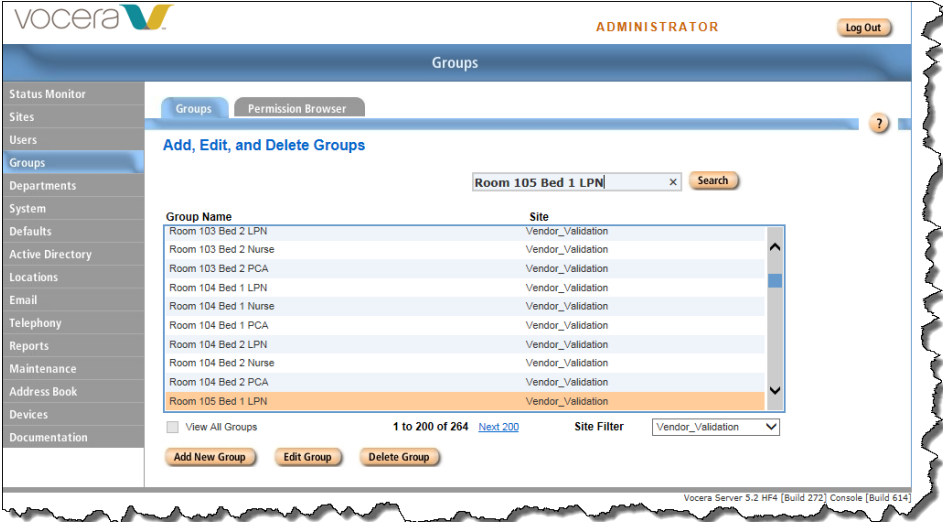 vocera
ADMINISTRATOR
Log Out
Groups
Status Monitor
Sites
Users
Groups
Departments
System
Defaults
Active Directory
Locations
Email
Telephony
Reports
Maintenance
Address Book
Devices
Documentation
Groups Permission Browser
?
Add, Edit, and Delete Groups
Room 105 Bed 1 LPN × Search
Group Name Site
Room 103 Bed 2 LPN Vendor_Validation
Room 103 Bed 2 Nurse Vendor_Validation
Room 103 Bed 2 PCA Vendor_Validation
Room 104 Bed 1 LPN Vendor_Validation
Room 104 Bed 1 Nurse Vendor_Validation
Room 104 Bed 1 PCA Vendor_Validation
Room 104 Bed 2 LPN Vendor_Validation
Room 104 Bed 2 Nurse Vendor_Validation
Room 104 Bed 2 PCA Vendor_Validation
Room 105 Bed 1 LPN Vendor_Validation
View All Groups 1 to 200 of 264 Next 200 Site Filter Vendor_Validation
Add New Group Edit Group Delete Group
Vocera Server 5.2 HF4 [Build 272] Console [Build 614]